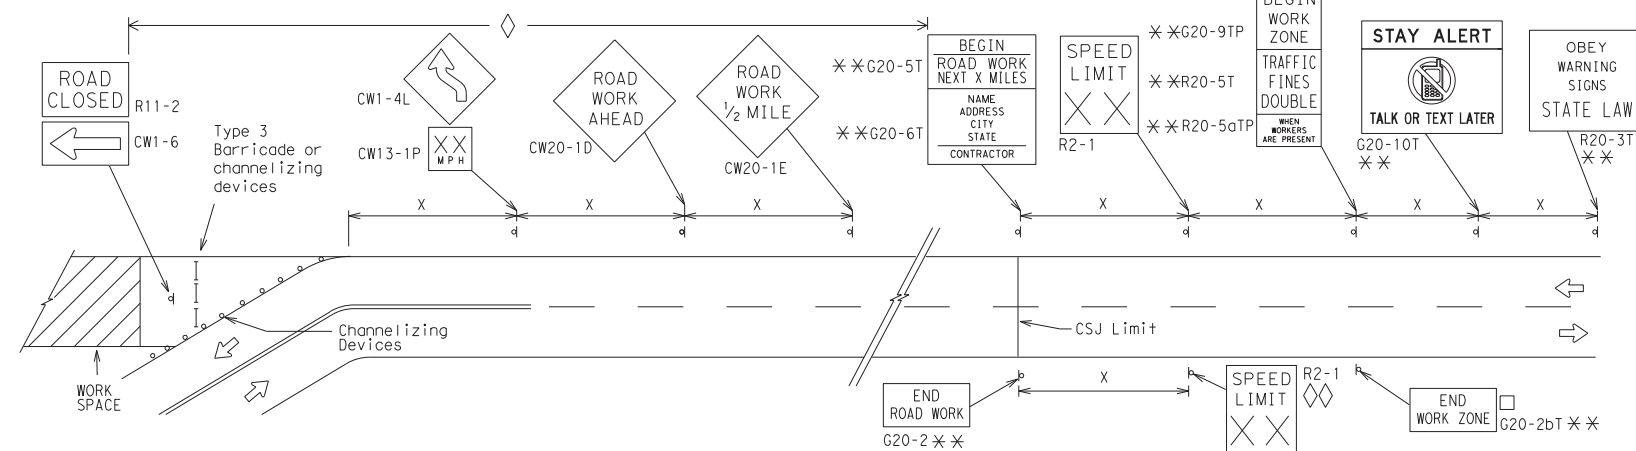 ROAD
CLOSED
R11-2
CW1-6
Type 3
Barricade or
channelizing
devices
CW1-4L
CW13-1P
XX
MPH
ROAD
WORK
AHEAD
CW20-1D
ROAD
WORK
1/2 MILE
CW20-1E
**G20-5T
**G20-6T
BEGIN
ROAD WORK
NEXT X MILES
NAME
ADDRESS
CITY
STATE
CONTRACTOR
SPEED
LIMIT
XX
R2-1
**G20-9TP
**R20-5T
**R20-5aTP
BEGIN
WORK
ZONE
TRAFFIC
FINES
DOUBLE
WHEN
WORKERS
ARE PRESENT
STAY ALERT
TALK OR TEXT LATER
G20-10T
**
OBEY
WARNING
SIGNS
STATE LAW
R20-3T
**
X
X
X
X
X
X
X
Channelizing
Devices
WORK
SPACE
CSJ Limit
END
ROAD WORK
G20-2 **
X
SPEED
LIMIT
XX
R2-1
END
WORK ZONE
G20-2bT **